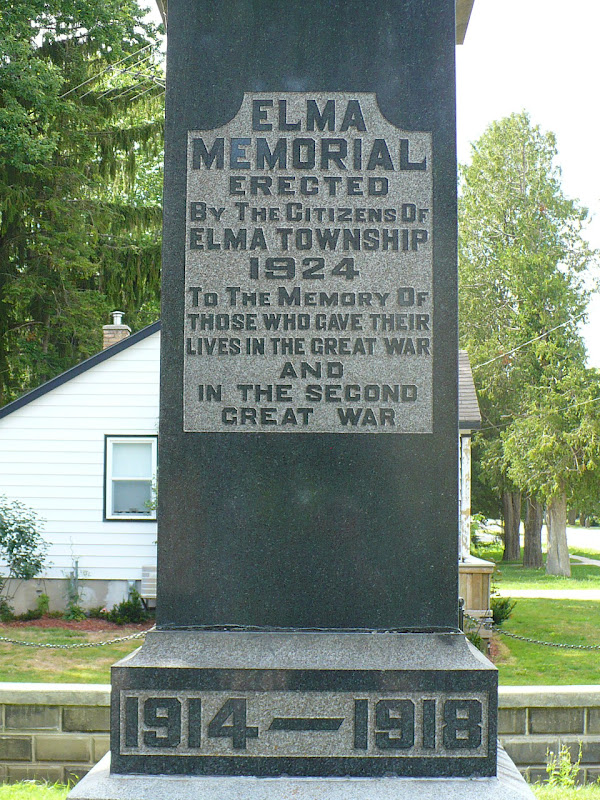 ELMA
MEMORIAL
ERECTED
BY THE CITIZENS OF
ELMA TOWNSHIP
1924
TO THE MEMORY OF
THOSE WHO GAVE THEIR
LIVES IN THE GREAT WAR
AND
IN THE SECOND
GREAT WAR
1914 — 1918